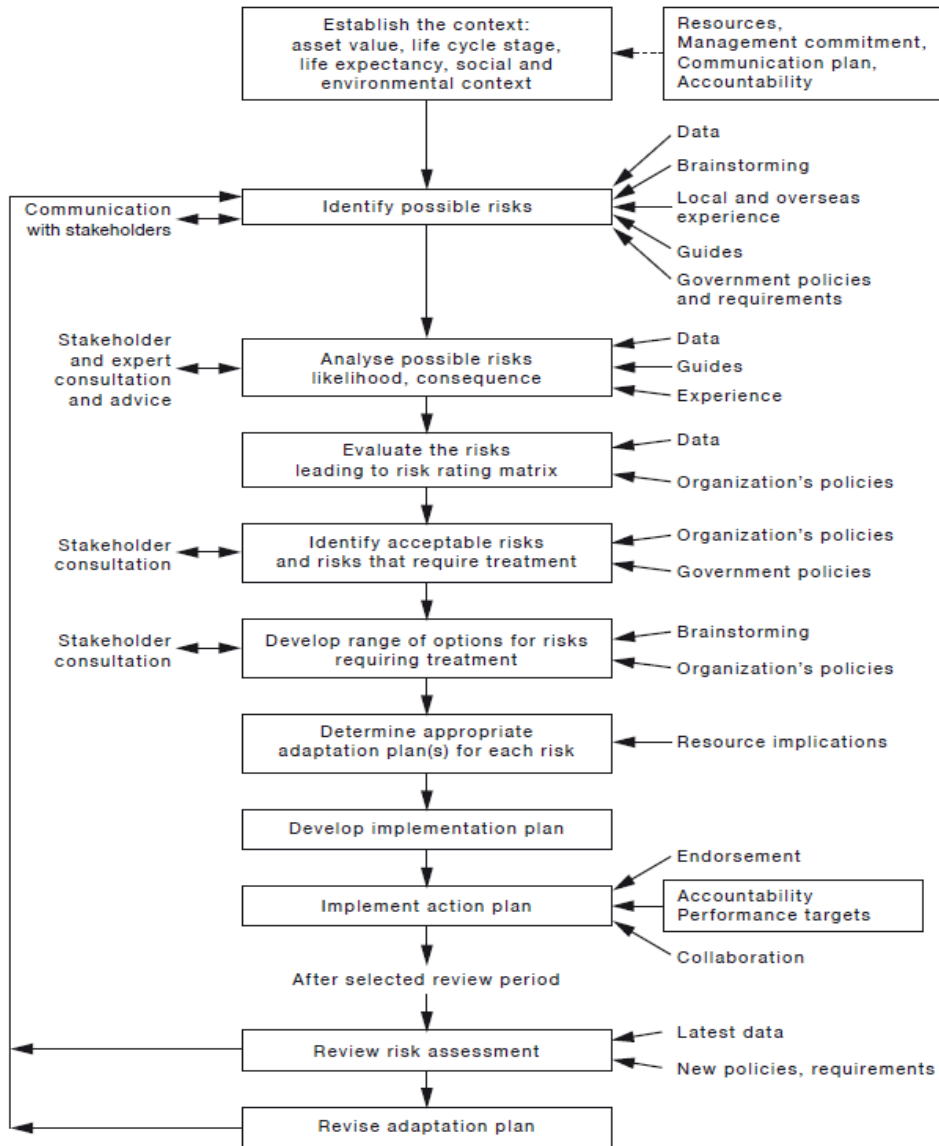 Establish the context:
asset value, life cycle stage,
life expectancy, social and
environmental context
Resources,
Management commitment,
Communication plan,
Accountability
Data
Brainstorming
Communication
with stakeholders
Identify possible risks
Local and overseas
experience
Guides
Government policies
and requirements
Stakeholder
and expert
consultation
and advice
Analyse possible risks
likelihood, consequence
Data
Guides
Experience
Evaluate the risks
leading to risk rating matrix
Data
Organization's policies
Stakeholder
consultation
Identify acceptable risks
and risks that require treatment
Organization's policies
Government policies
Stakeholder
consultation
Develop range of options for risks
requiring treatment
Brainstorming
Organization's policies
Determine appropriate
adaptation plan(s) for each risk
Resource implications
Develop implementation plan
Endorsement
Implement action plan
Accountability
Performance targets
Collaboration
After selected review period
Review risk assessment
Latest data
New policies, requirements
Revise adaptation plan